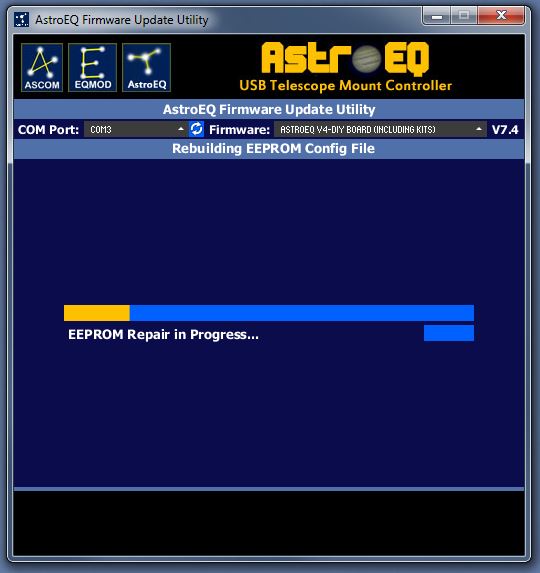 AstroEQ Firmware Update Utility
ASCOM
EQMOD
AstroEQ
AstrEQ
USB Telescope Mount Controller
AstroEQ Firmware Update Utility
COM Port: COM3 Firmware: ASTROEQ V4-DIY BOARD (INCLUDING KITS) V7.4
Rebuilding EEPROM Config File
EEPROM Repair in Progress...